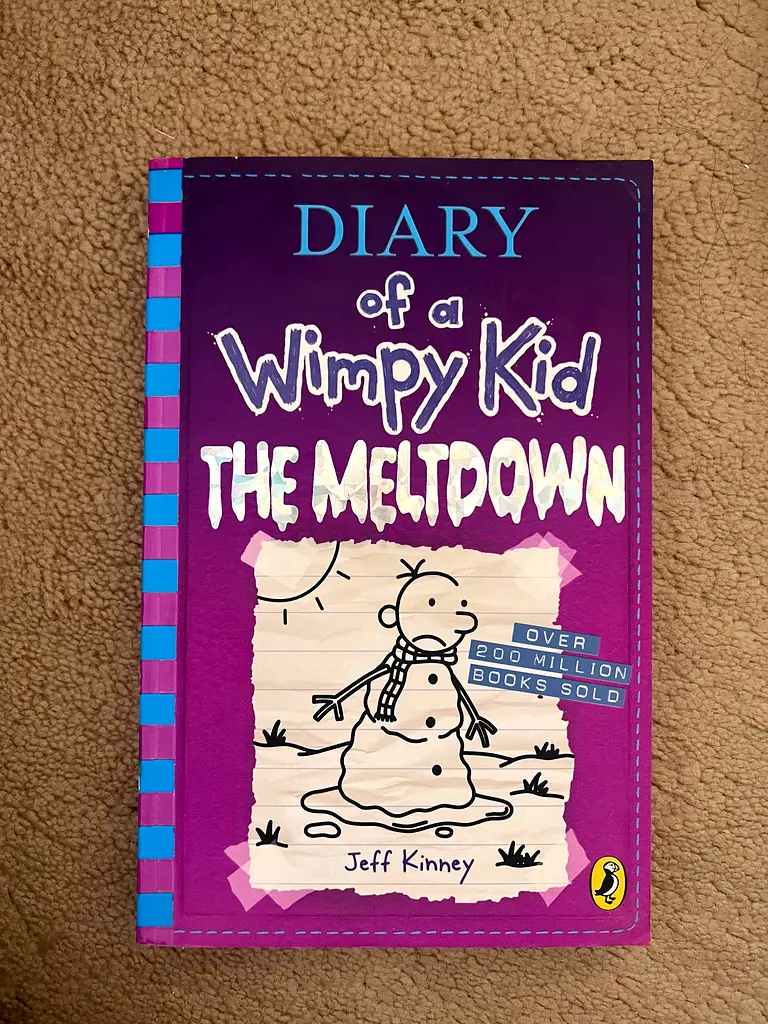 DIARY
of a
Wimpy Kid
THE MELTDOWN
OVER
200 MILLION
BOOKS SOLD
Jeff Kinney